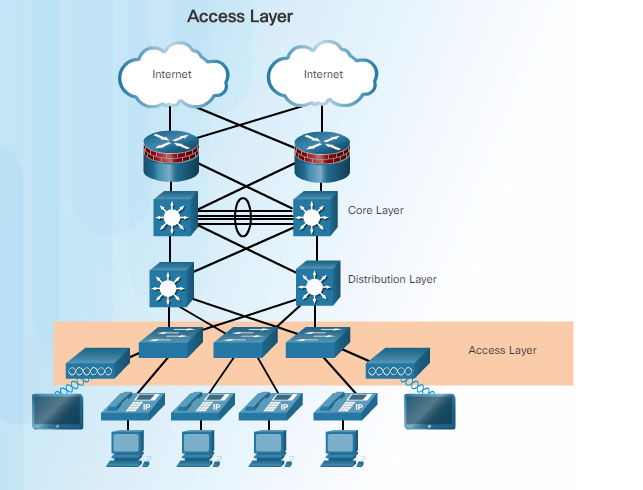 Access Layer
Internet
Internet
Core Layer
Distribution Layer
Access Layer
IP
IP
IP
IP